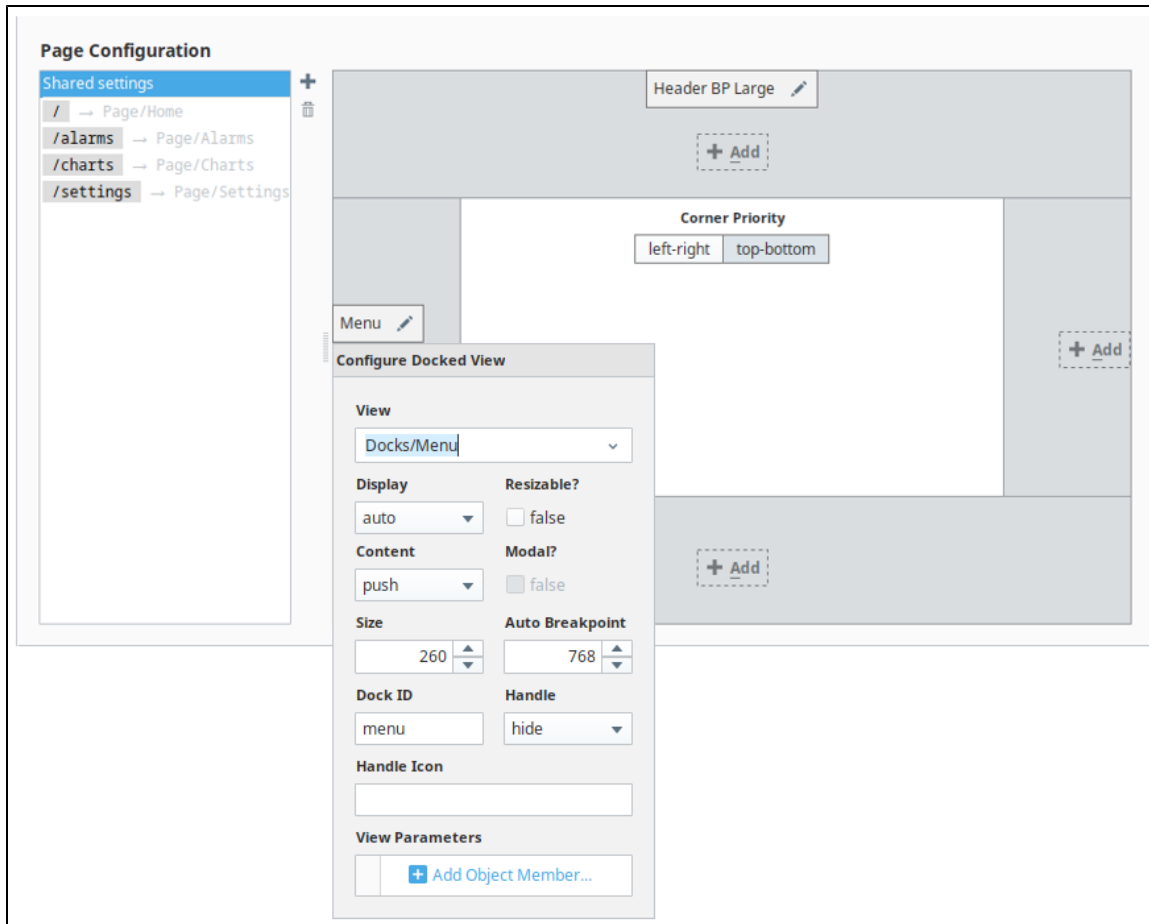 Page Configuration
Shared settings
/ → Page/Home
/alarms → Page/Alarms
/charts → Page/Charts
/settings → Page/Settings
Header BP Large
+ Add
Corner Priority
left-right top-bottom
Menu
+ Add
Configure Docked View
View
Docks/Menu
Display Resizable?
auto false
Content Modal?
push false
+ Add
Size Auto Breakpoint
260 768
Dock ID Handle
menu hide
Handle Icon
View Parameters
+ Add Object Member...